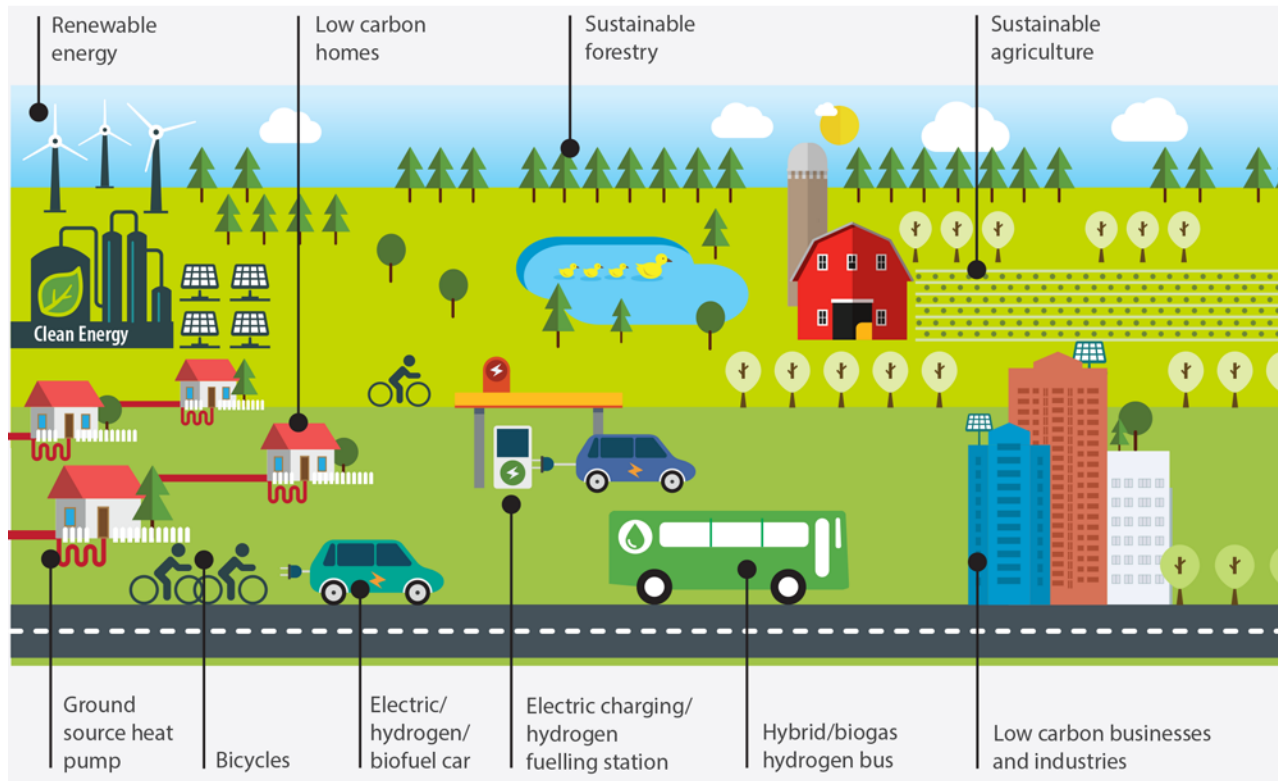 Renewable
energy
Low carbon
homes
Sustainable
forestry
Sustainable
agriculture
Clean Energy
Ground
source heat
pump
Bicycles
Electric/
hydrogen/
biofuel car
Electric charging/
hydrogen
fuelling station
Hybrid/biogas
hydrogen bus
Low carbon businesses
and industries